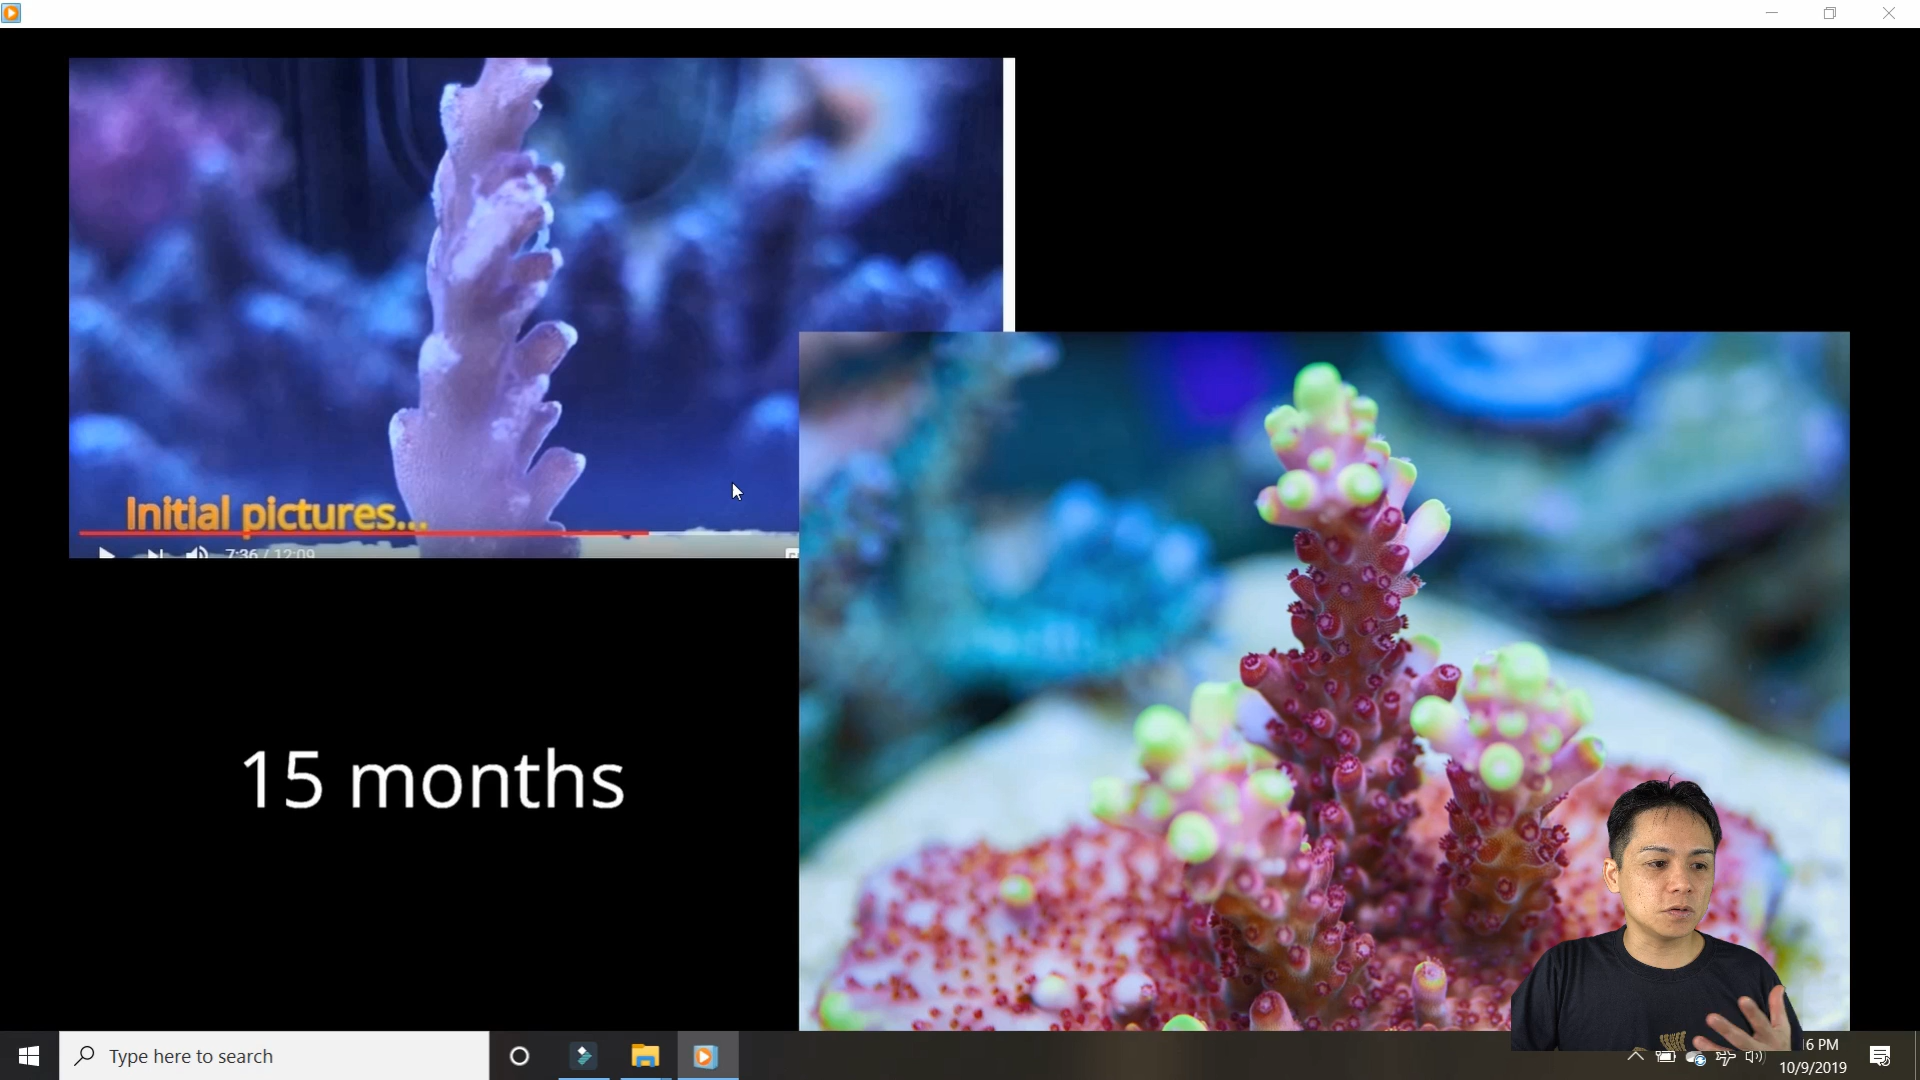 Initial pictures...
7:36 / 12:09
15 months
Type here to search
6 PM
10/9/2019